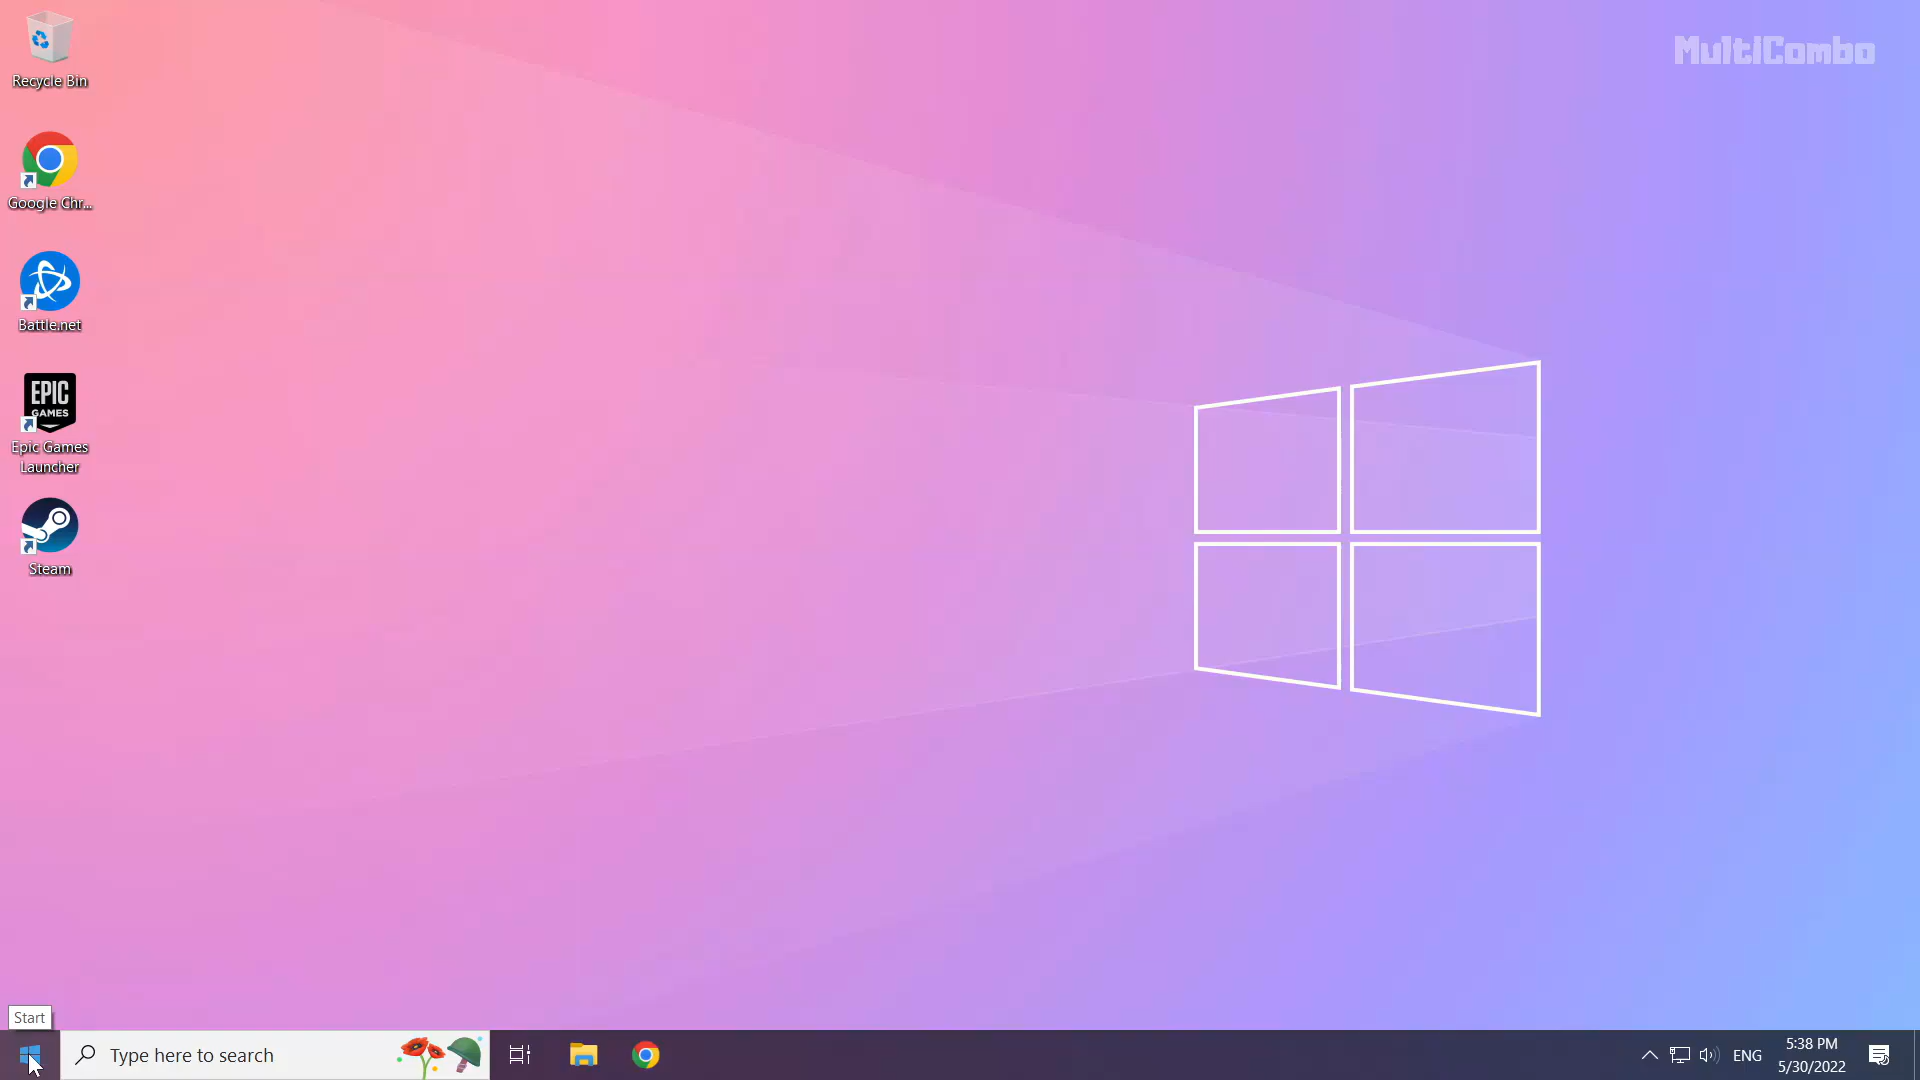 MultiCombo
Recycle Bin
Google Chr...
Battle.net
EPIC
GAMES
Epic Games
Launcher
Steam
Start
Type here to search
ENG
5:38 PM
5/30/2022